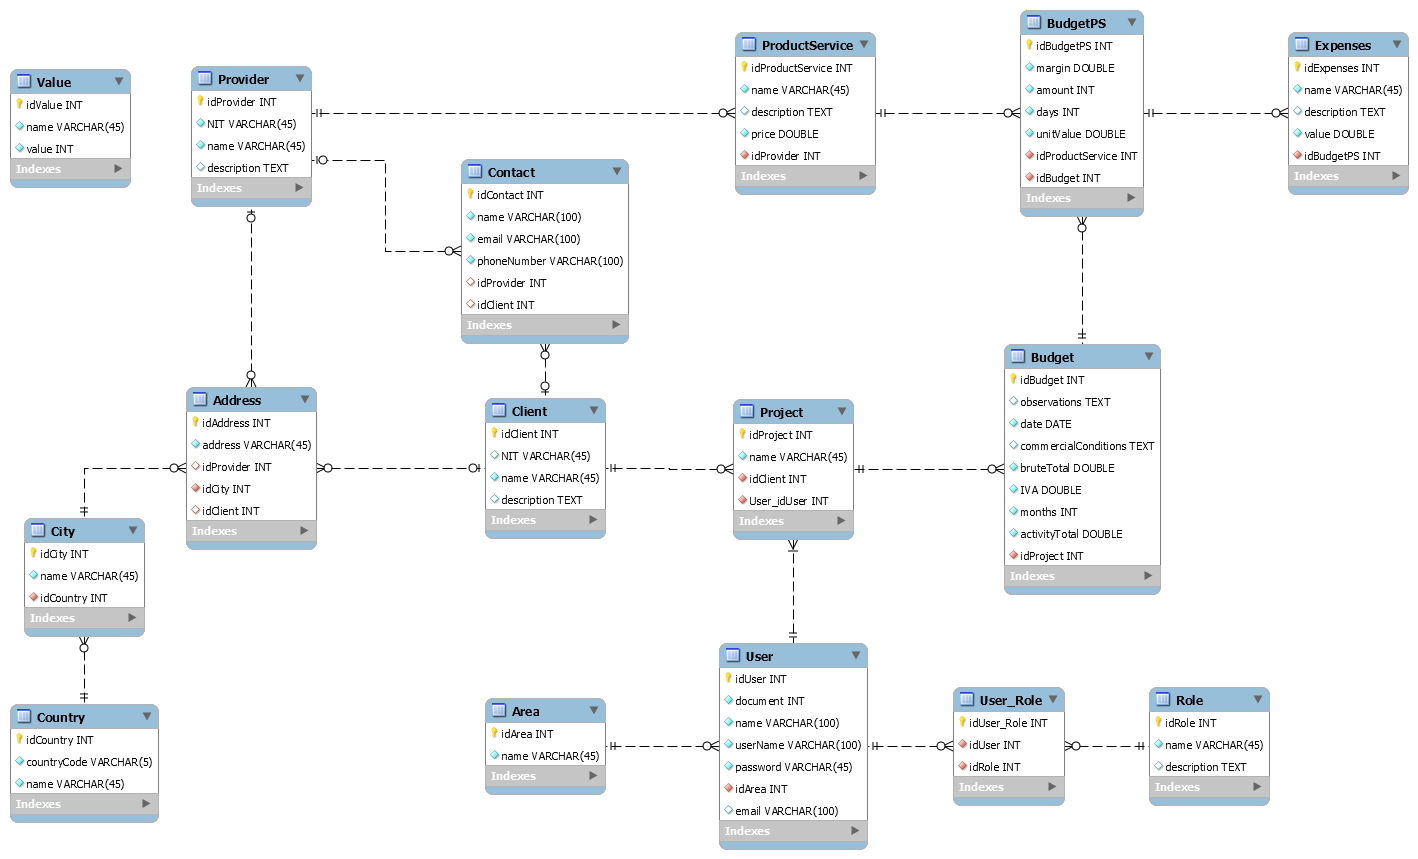 Value
idValue INT
name VARCHAR(45)
value INT
Indexes
Provider
idProvider INT
NIT VARCHAR(45)
name VARCHAR(45)
description TEXT
Indexes
Contact
idContact INT
name VARCHAR(100)
email VARCHAR(100)
phoneNumber VARCHAR(100)
idProvider INT
idClient INT
Indexes
ProductService
idProductService INT
name VARCHAR(45)
description TEXT
price DOUBLE
idProvider INT
Indexes
BudgetPS
idBudgetPS INT
margin DOUBLE
amount INT
days INT
unitValue DOUBLE
idProductService INT
idBudget INT
Indexes
Expenses
idExpenses INT
name VARCHAR(45)
description TEXT
value DOUBLE
idBudgetPS INT
Indexes
Address
idAddress INT
address VARCHAR(45)
idProvider INT
idCity INT
idClient INT
Indexes
Client
idClient INT
NIT VARCHAR(45)
name VARCHAR(45)
description TEXT
Indexes
Project
idProject INT
name VARCHAR(45)
idClient INT
User_idUser INT
Indexes
Budget
idBudget INT
observations TEXT
date DATE
commercialConditions TEXT
bruteTotal DOUBLE
IVA DOUBLE
months INT
activityTotal DOUBLE
idProject INT
Indexes
City
idCity INT
name VARCHAR(45)
idCountry INT
Indexes
Country
idCountry INT
countryCode VARCHAR(5)
name VARCHAR(45)
Indexes
Area
idArea INT
name VARCHAR(45)
Indexes
User
idUser INT
document INT
name VARCHAR(100)
userName VARCHAR(100)
password VARCHAR(45)
idArea INT
email VARCHAR(100)
Indexes
User_Role
idUser_Role INT
idUser INT
idRole INT
Indexes
Role
idRole INT
name VARCHAR(45)
description TEXT
Indexes